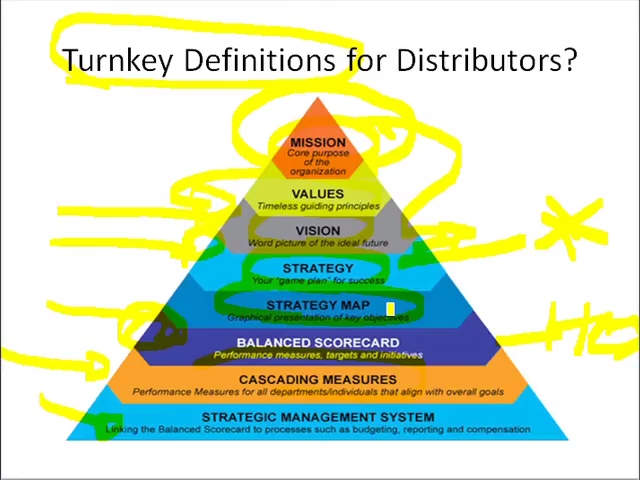 Turnkey Definitions for Distributors?
MISSION
Core purpose
of the
organization
VALUES
Timeless guiding principles
VISION
Word picture of the ideal future
STRATEGY
Your "game plan" for success
STRATEGY MAP
Graphical presentation of key objectives
BALANCED SCORECARD
Performance measures, targets and initiatives
CASCADING MEASURES
Performance Measures for all departments/individuals that align with overall goals
STRATEGIC MANAGEMENT SYSTEM
Linking the Balanced Scorecard to processes such as budgeting, reporting and compensation